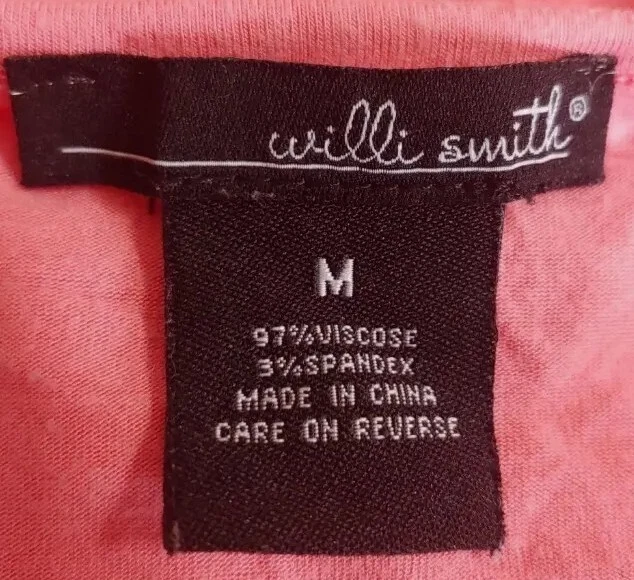 willi smith®
M
97%VISCOSE
3%SPANDEX
MADE IN CHINA
CARE ON REVERSE